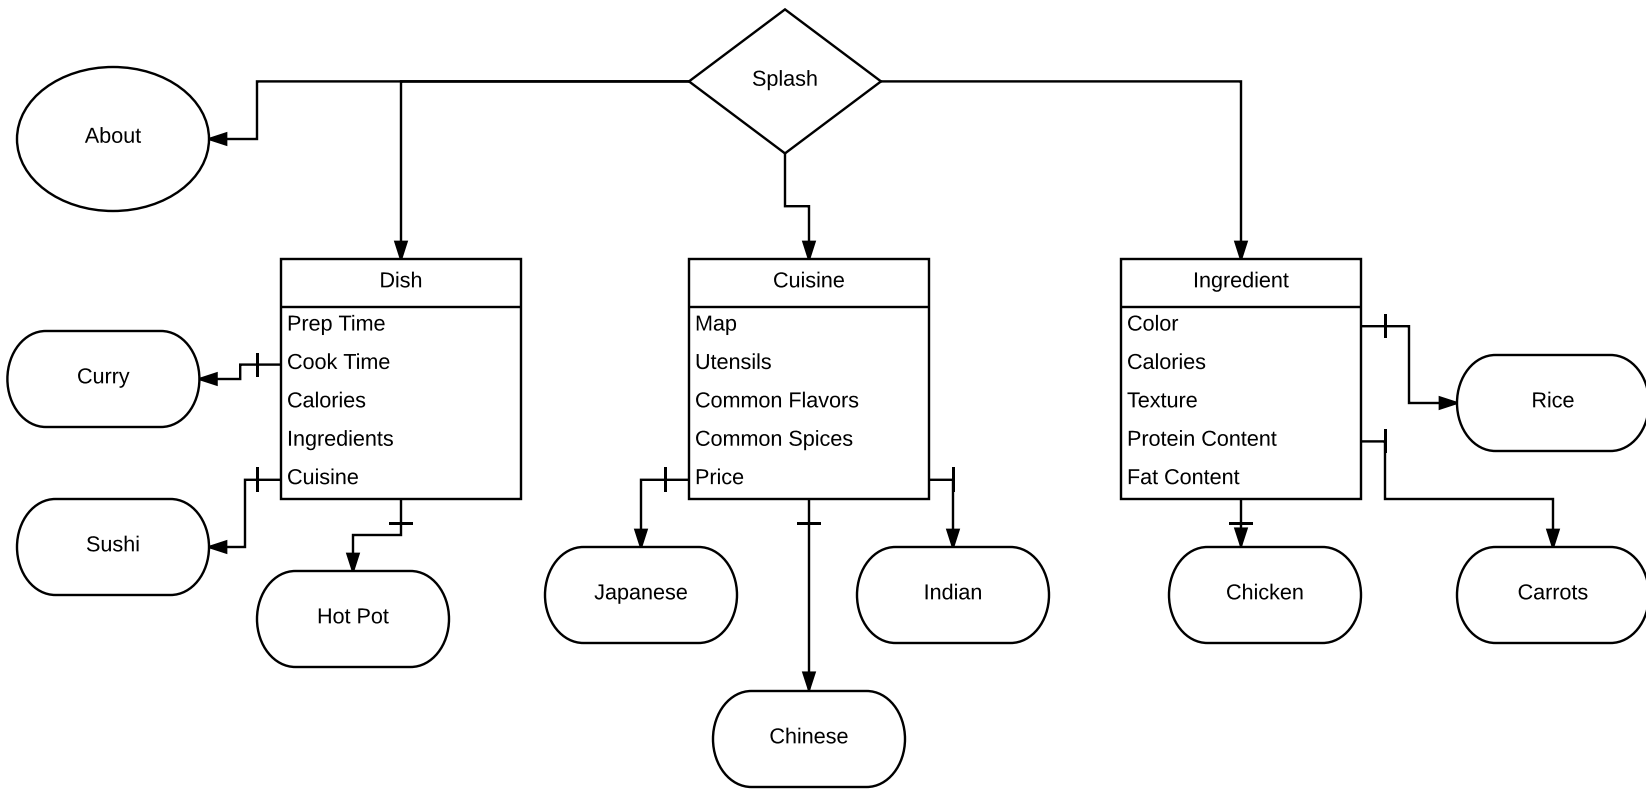 Splash
About
Dish
Prep Time
Cook Time
Calories
Ingredients
Cuisine
Cuisine
Map
Utensils
Common Flavors
Common Spices
Price
Ingredient
Color
Calories
Texture
Protein Content
Fat Content
Curry
Sushi
Hot Pot
Japanese
Chinese
Indian
Rice
Chicken
Carrots